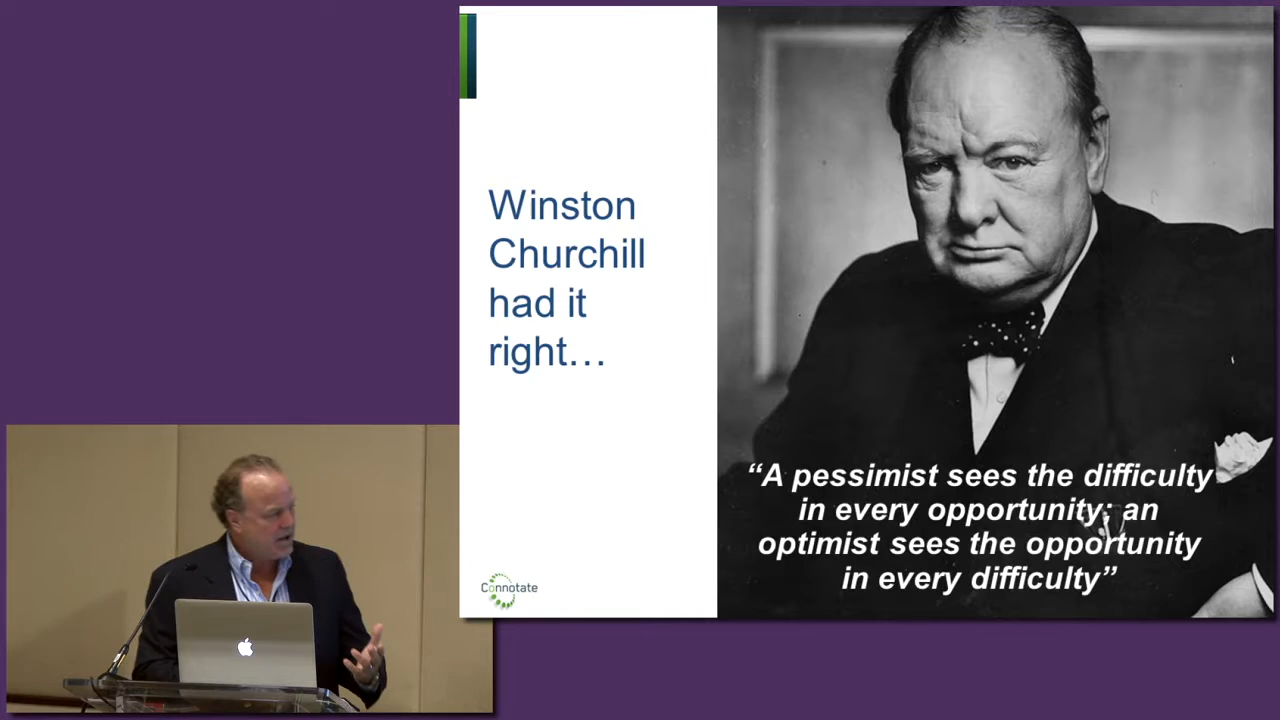 Winston
Churchill
had it
right…
“A pessimist sees the difficulty
in every opportunity; an
optimist sees the opportunity
in every difficulty”
Connotate